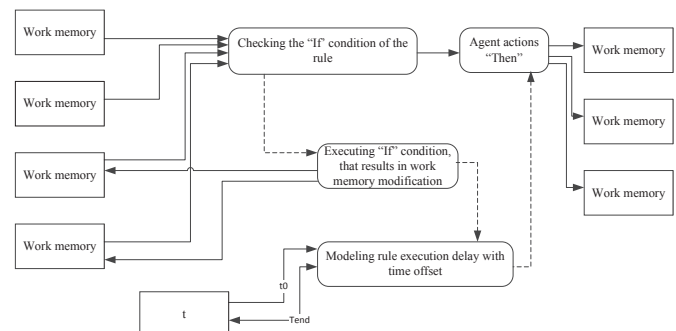 Work memory
Work memory
Work memory
Work memory
Checking the “If’ condition of the
rule
Agent actions
“Then”
Work memory
Work memory
Work memory
Executing “If” condition,
that results in work
memory modification
Modeling rule execution delay with
time offset
t0
Tend
t